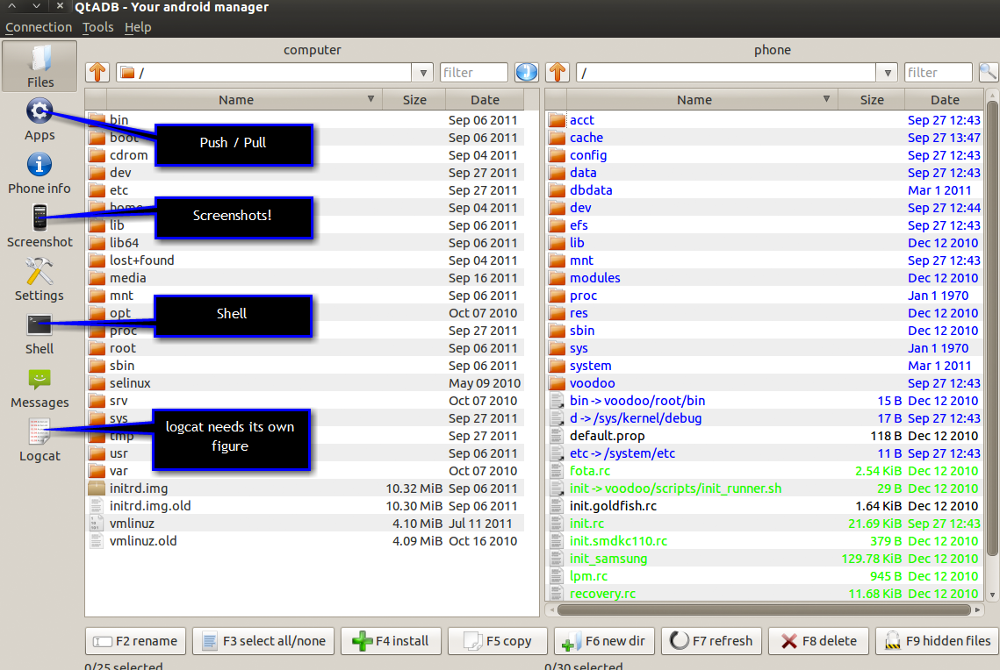 QtADB - Your android manager
Connection Tools Help
computer
phone
/
filter
/
filter
Files
Apps
Phone info
Screenshot
Settings
Shell
Messages
Logcat
Push / Pull
Screenshots!
Shell
logcat needs its own
figure
Name Size Date
bin Sep 06 2011
boot Sep 06 2011
cdrom Sep 04 2011
dev Sep 27 2011
etc Sep 27 2011
home Sep 04 2011
lib Sep 06 2011
lib64 Sep 06 2011
lost+found Sep 04 2011
media Sep 16 2011
mnt Sep 06 2011
opt Oct 07 2010
proc Sep 27 2011
root Sep 06 2011
sbin Sep 06 2011
selinux May 09 2010
srv Oct 07 2010
sys Sep 27 2011
tmp Sep 27 2011
usr Sep 06 2011
var Oct 07 2010
initrd.img 10.32 MiB Sep 06 2011
initrd.img.old 10.30 MiB Sep 06 2011
vmlinuz 4.10 MiB Jul 11 2011
vmlinuz.old 4.09 MiB Oct 16 2010
Name Size Date
acct Sep 27 12:43
cache Sep 27 13:47
config Sep 27 12:43
data Sep 27 12:43
dbdata Mar 1 2011
dev Sep 27 12:44
efs Sep 27 12:43
lib Dec 12 2010
mnt Sep 27 12:43
modules Dec 12 2010
proc Jan 1 1970
res Dec 12 2010
sbin Dec 12 2010
sys Jan 1 1970
system Mar 1 2011
voodoo Sep 27 12:43
bin -> voodoo/root/bin 15 B Dec 12 2010
d -> /sys/kernel/debug 17 B Sep 27 12:43
default.prop 118 B Dec 12 2010
etc -> /system/etc 11 B Sep 27 12:43
fota.rc 2.54 KiB Dec 12 2010
init -> voodoo/scripts/init_runner.sh 29 B Dec 12 2010
init.goldfish.rc 1.64 KiB Dec 12 2010
init.rc 21.69 KiB Sep 27 12:43
init.smdkc110.rc 379 B Dec 12 2010
init_samsung 129.78 KiB Dec 12 2010
lpm.rc 945 B Dec 12 2010
recovery.rc 11.68 KiB Dec 12 2010
F2 rename
F3 select all/none
F4 install
F5 copy
F6 new dir
F7 refresh
F8 delete
F9 hidden files
0/25 selected
0/30 selected